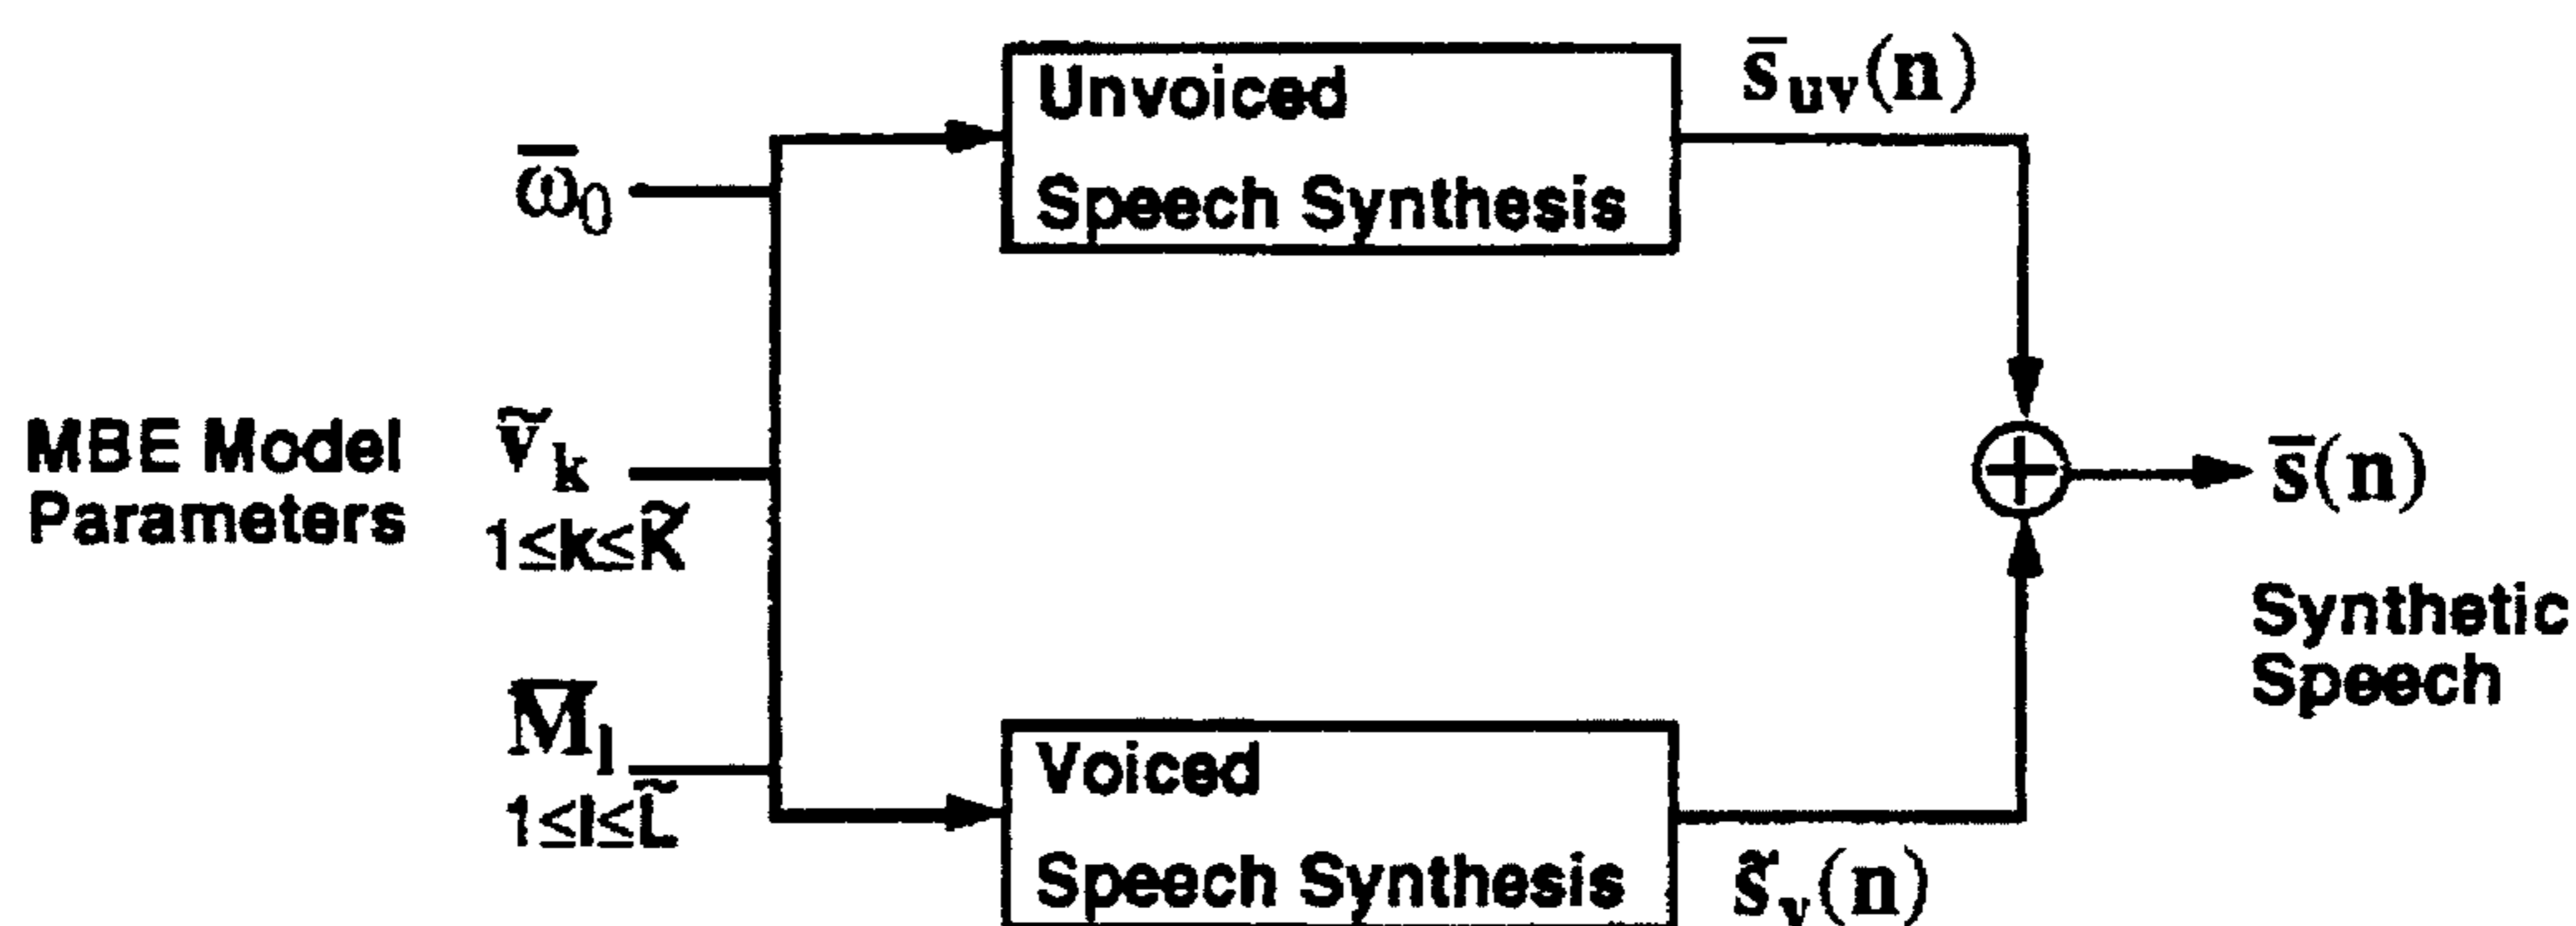 MBE Model
Parameters
ω̅₀
ṽₖ
1≤k≤K̃
M̅ₗ
1≤l≤L̃
Unvoiced
Speech Synthesis
s̅ᵤᵥ(n)
Voiced
Speech Synthesis
s̃ᵥ(n)
s̅(n)
Synthetic
Speech